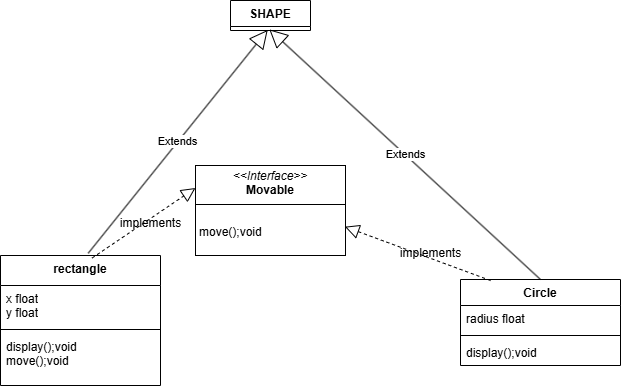 SHAPE
Extends
Extends
<<Interface>>
Movable
move();void
implements
implements
rectangle
x float
y float
display();void
move();void
Circle
radius float
display();void